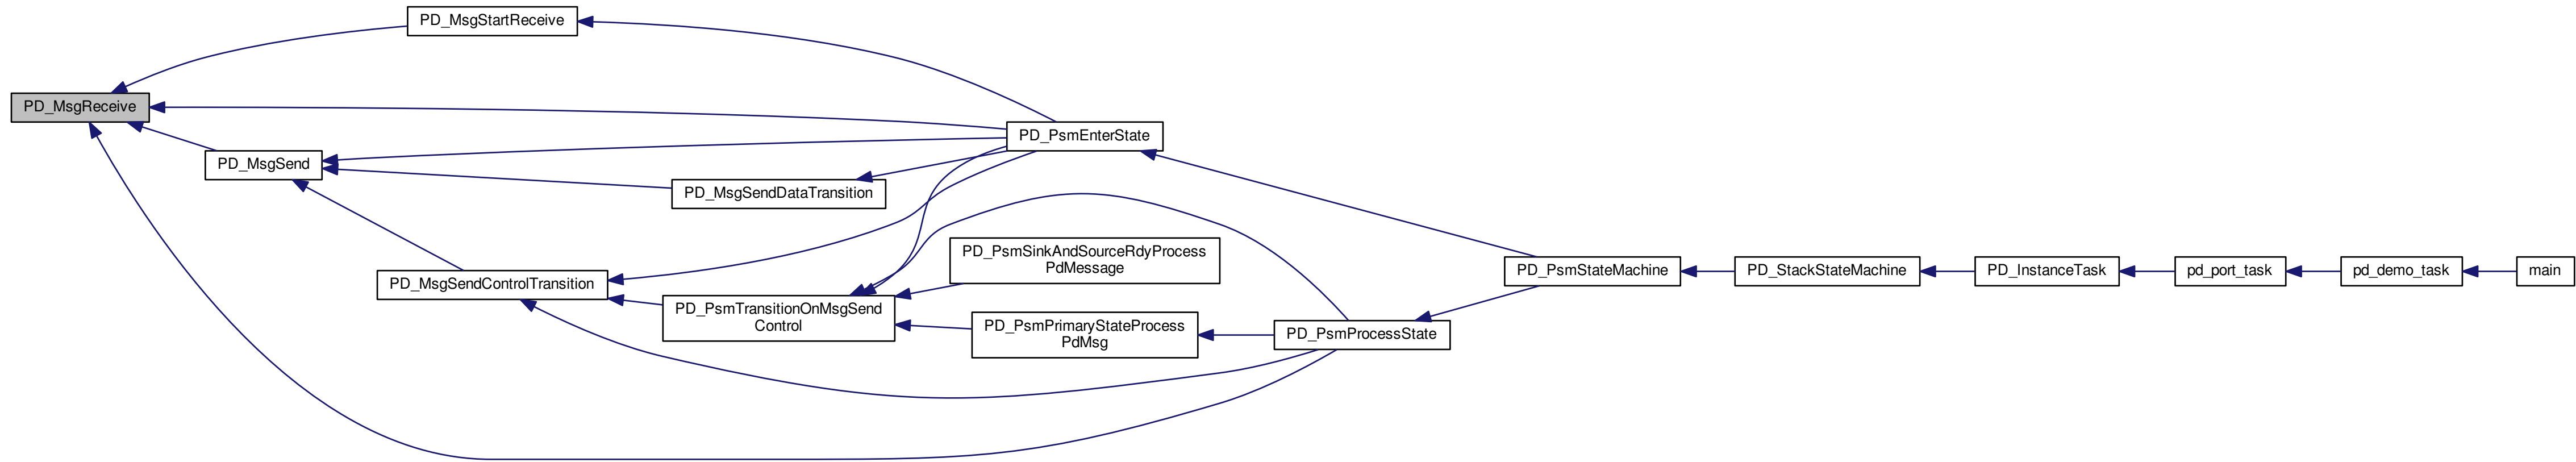 PD_MsgStartReceive
PD_MsgReceive
PD_PsmEnterState
PD_MsgSend
PD_MsgSendDataTransition
PD_PsmSinkAndSourceRdyProcess
PdMessage
PD_MsgSendControlTransition
PD_PsmTransitionOnMsgSend
Control
PD_PsmPrimaryStateProcess
PdMsg
PD_PsmProcessState
PD_PsmStateMachine
PD_StackStateMachine
PD_InstanceTask
pd_port_task
pd_demo_task
main